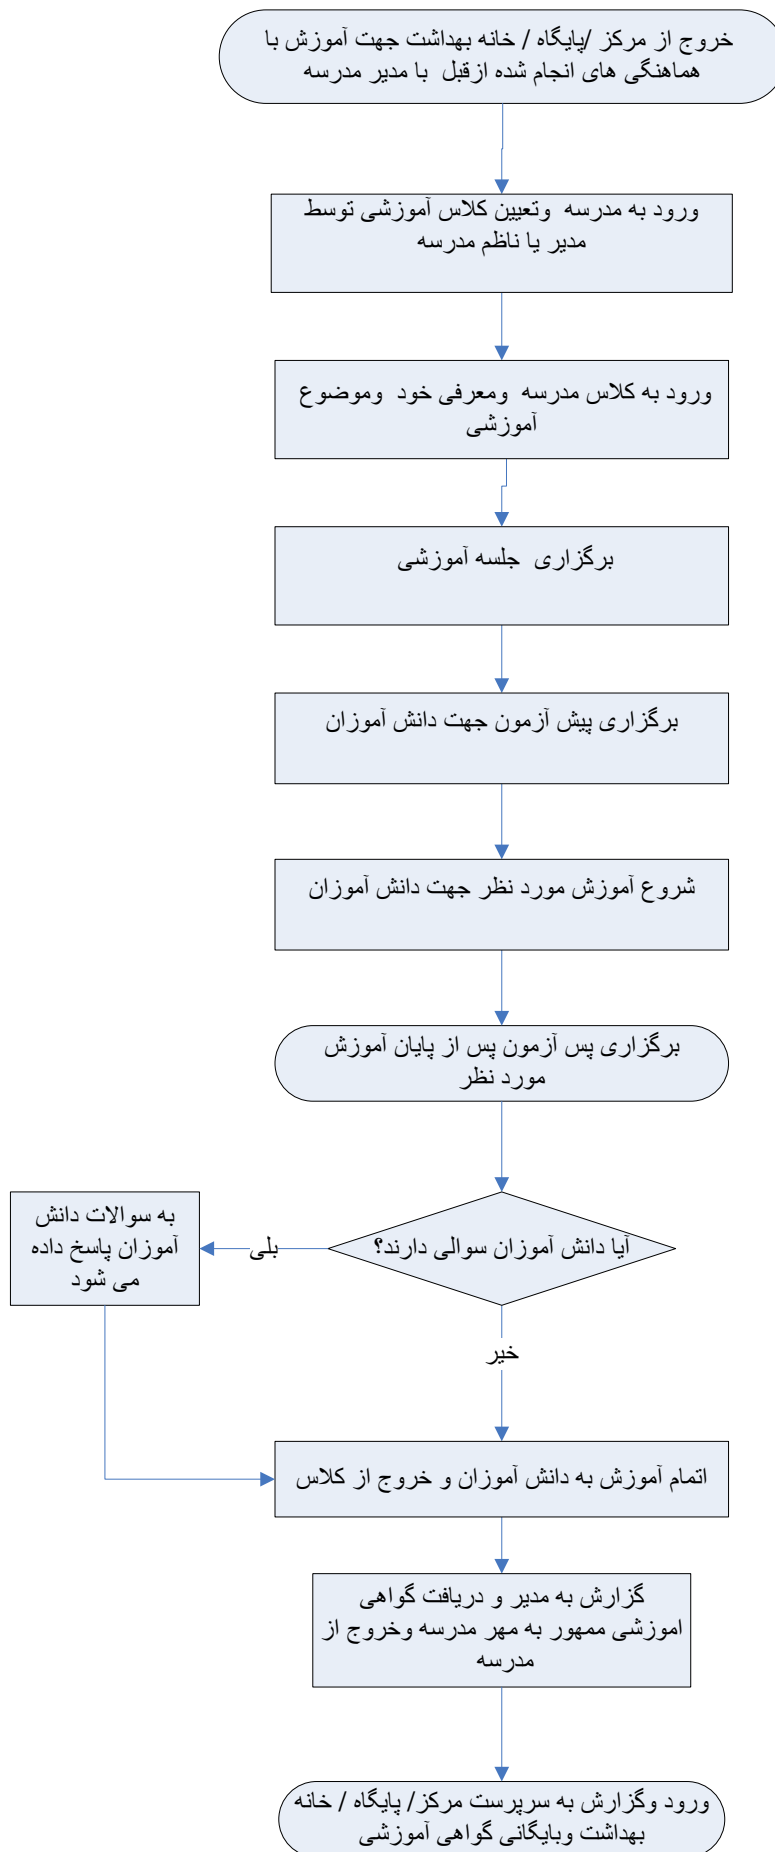 خروج از مرکز /پایگاه / خانه بهداشت جهت آموزش با
هماهنگی های انجام شده ازقبل با مدیر مدرسه
ورود به مدرسه وتعیین کلاس آموزشی توسط
مدیر یا ناظم مدرسه
ورود به کلاس مدرسه ومعرفی خود وموضوع
آموزشی
برگزاری جلسه آموزشی
برگزاری پیش آزمون جهت دانش آموزان
شروع آموزش مورد نظر جهت دانش آموزان
برگزاری پس آزمون پس از پایان آموزش
مورد نظر
آیا دانش آموزان سوالی دارند؟
بلی
به سوالات دانش
آموزان پاسخ داده
می شود
خیر
اتمام آموزش به دانش آموزان و خروج از کلاس
گزارش به مدیر و دریافت گواهی
اموزشی ممهور به مهر مدرسه وخروج از
مدرسه
ورود وگزارش به سرپرست مرکز/ پایگاه / خانه
بهداشت وبایگانی گواهی آموزشی